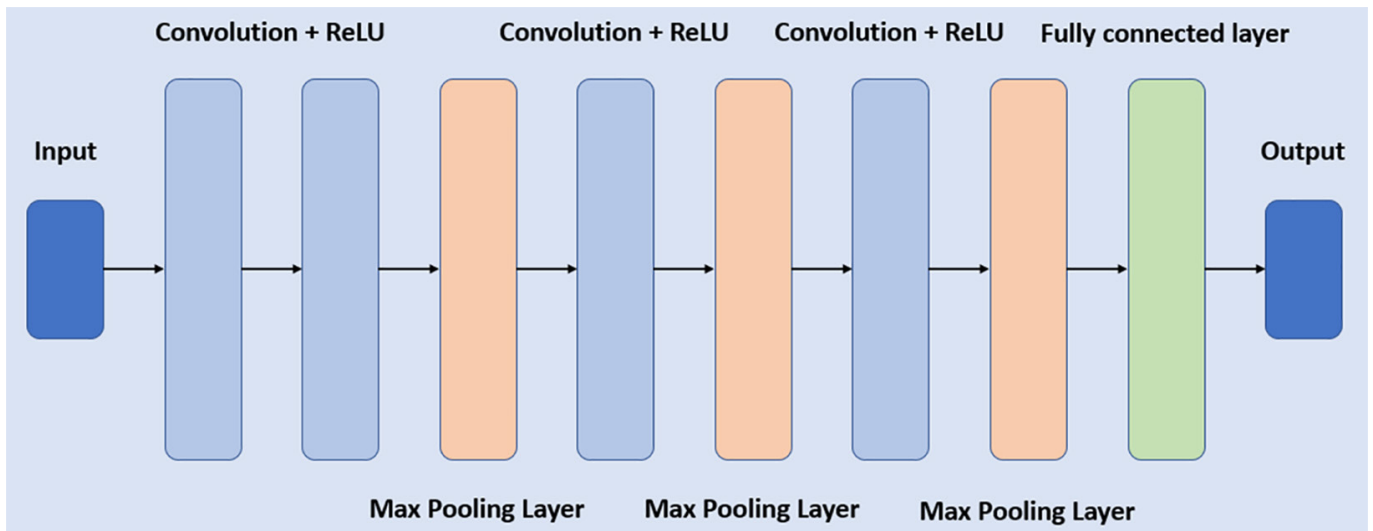 Convolution + ReLU
Convolution + ReLU
Convolution + ReLU
Fully connected layer
Input
Output
Max Pooling Layer
Max Pooling Layer
Max Pooling Layer